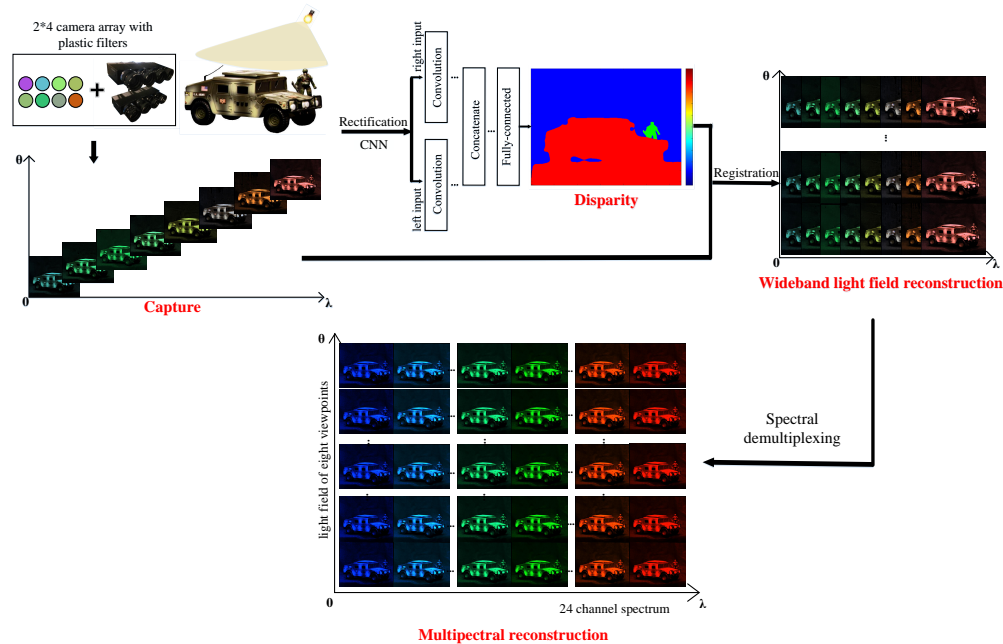 2*4 camera array with
plastic filters
+
θ
0
λ
Capture
Rectification
CNN
right input
left input
Convolution
Convolution
...
...
Concatenate
...
Fully-connected
Disparity
Registration
θ
...
0
λ
Wideband light field reconstruction
Spectral
demultiplexing
θ
light field of eight viewpoints
0
24 channel spectrum
λ
Multipectral reconstruction